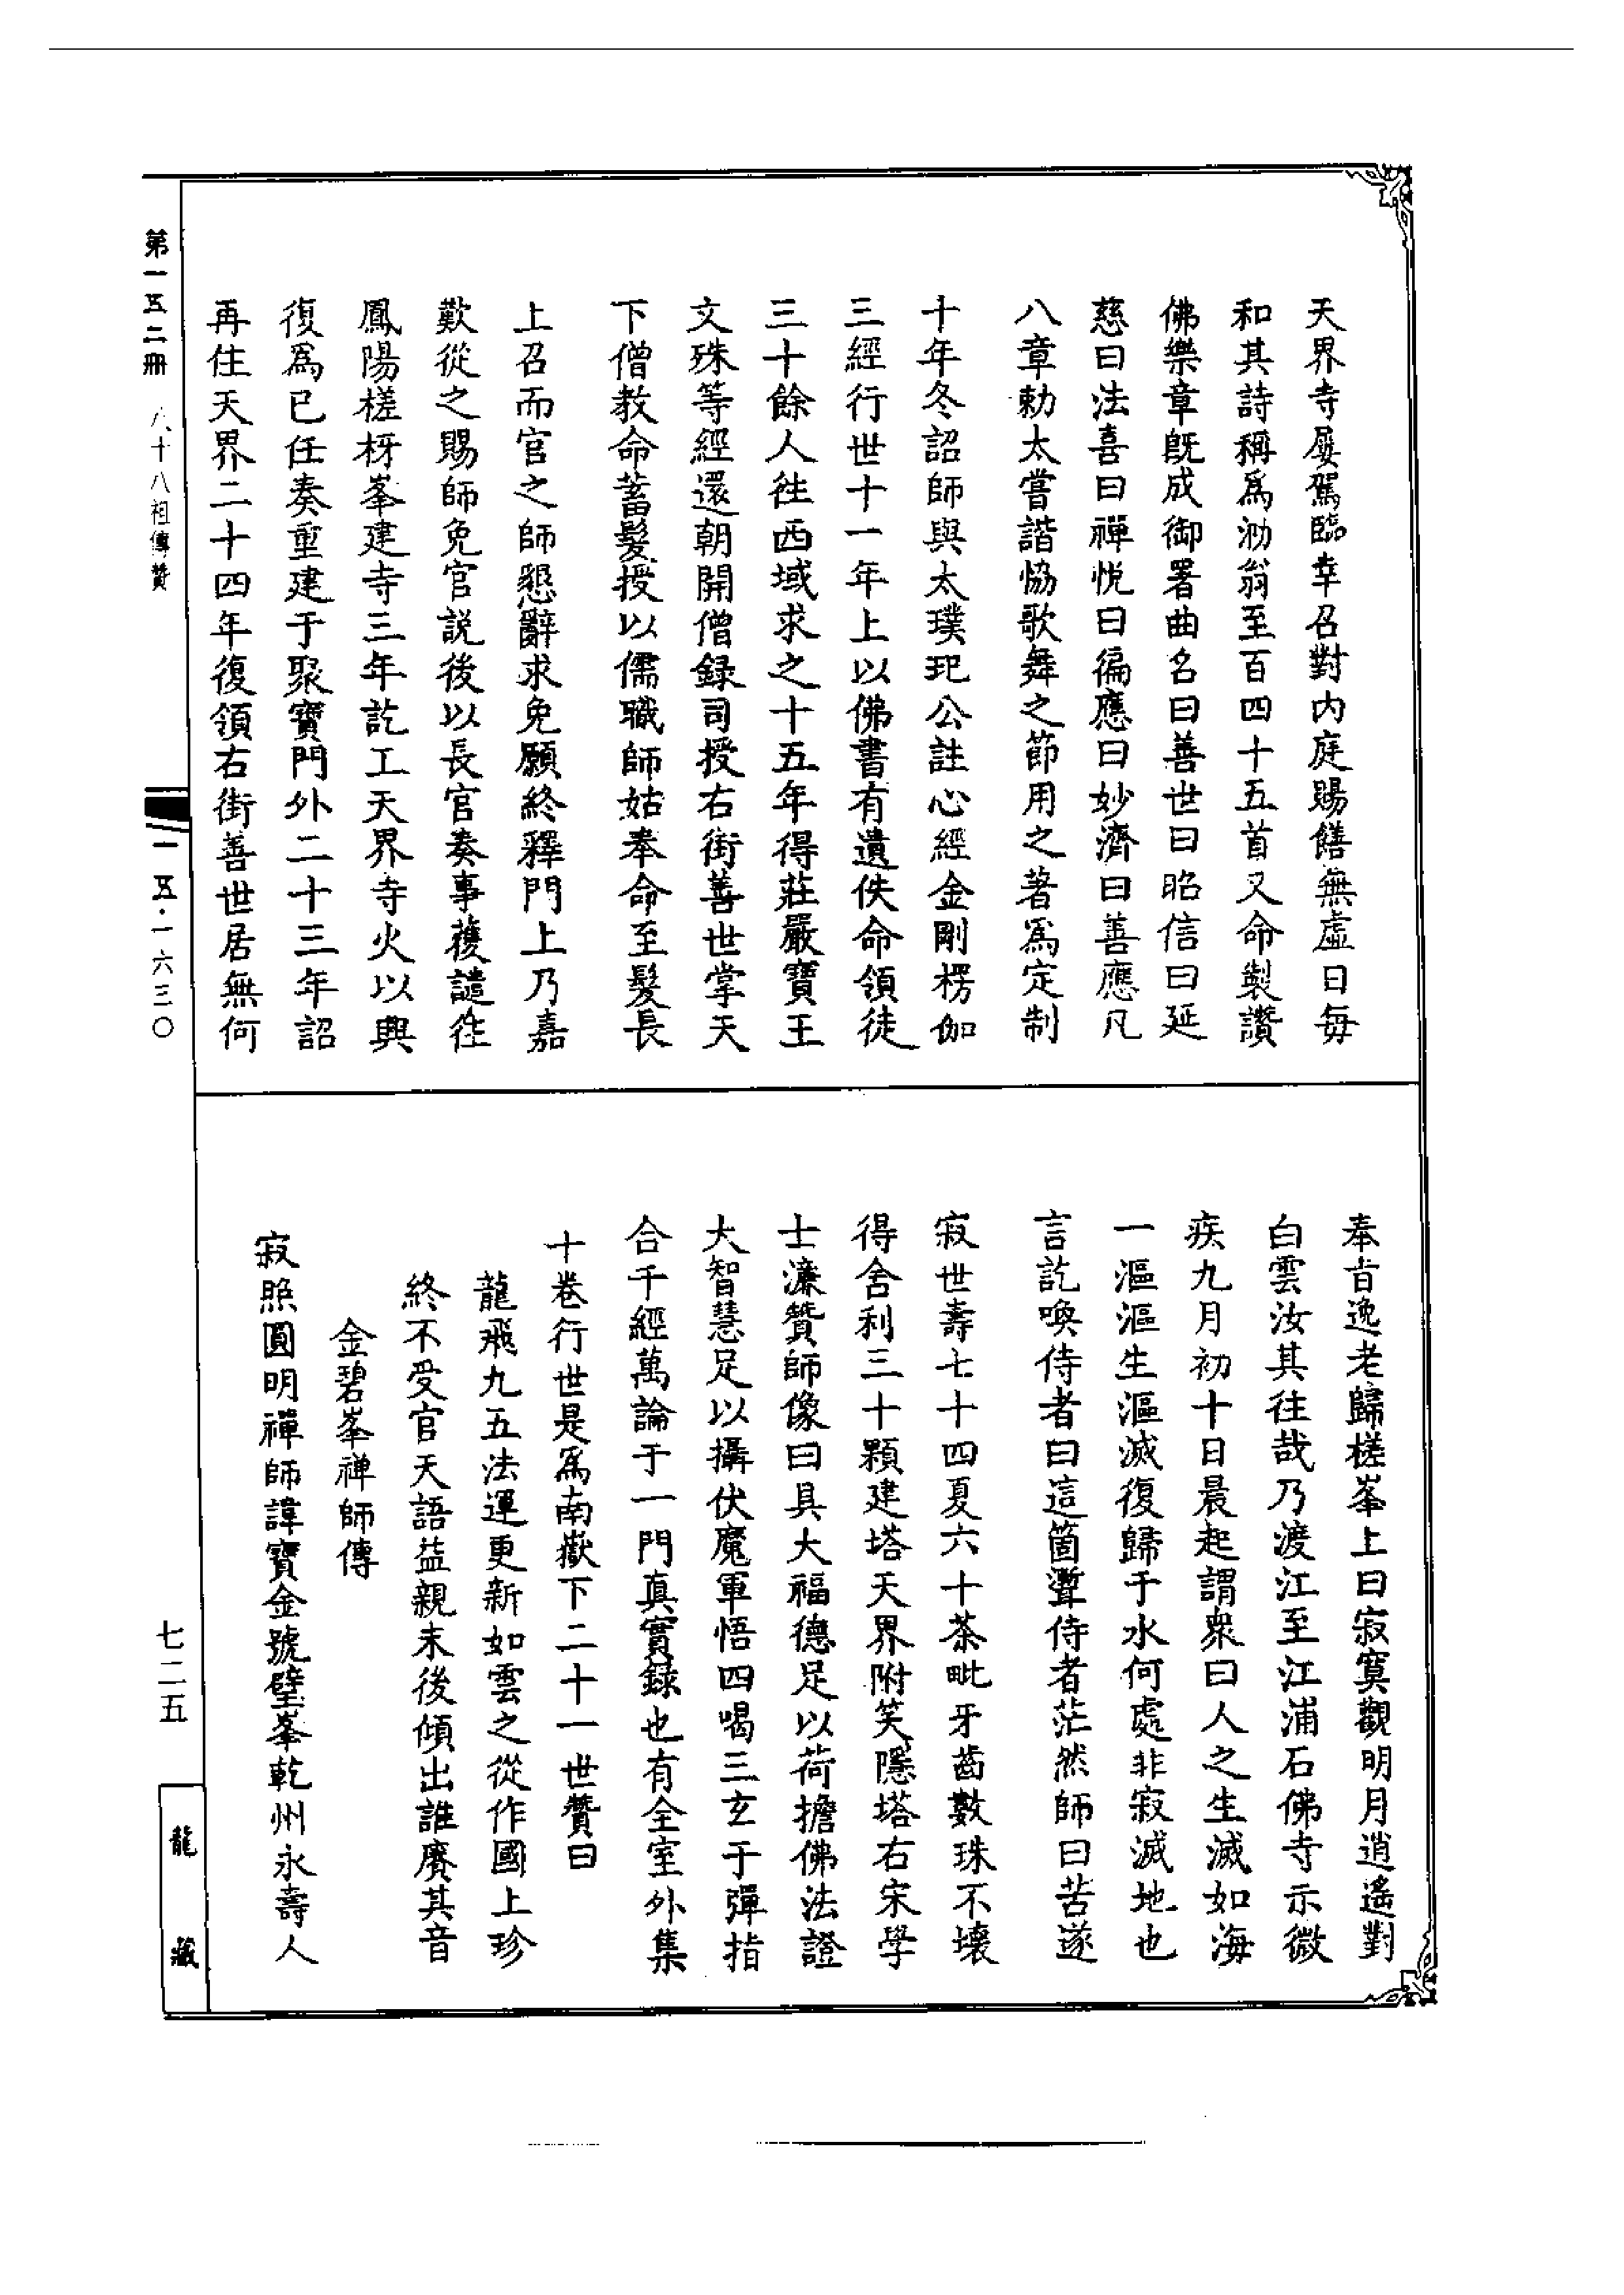 天界寺屢駕臨幸召對内庭賜饍無虛日每
和其詩稱爲泐翁至百四十五首又命製讚
佛樂章旣成御署曲名曰善世曰昭信曰延
慈曰法喜曰禪悅曰徧應曰妙濟曰善應凡
八章勅太嘗諧恊歌舞之節用之著爲定制
十年冬詔師與太璞玘公註心經金剛楞伽
三經行世十一年上以佛書有遺佚命領徒
三十餘人徃西域求之十五年得莊嚴寶王
文殊等經還朝開僧録司授右街善世掌天
下僧教命蓄髮授以儒職師姑奉命至髮長
上召而官之師懇辭求免願終釋門上乃嘉
歎從之賜師免官説後以長官奏事獲譴徃
鳳陽槎枒峯建寺三年訖工天界寺火以興
復爲已任奏重建于聚寶門外二十三年詔
再住天界二十四年復領右街善世居無何
奉旨逸老歸槎峯上曰寂寞觀明月逍遙對
白雲汝其往哉乃渡江至江浦石佛寺示微
疾九月初十日晨起謂衆曰人之生滅如海
一漚漚生漚滅復歸于水何處非寂滅地也
言訖喚侍者曰這箇聻侍者茫然師曰苦遂
寂世壽七十四夏六十茶毗牙齒數珠不壞
得舍利三十顆建塔天界附笑隱塔右宋學
士濂贊師像曰具大福德足以荷擔佛法證
大智慧足以攝伏魔軍悟四喝三玄于彈指
合千經萬論于一門真實録也有全室外集
十卷行世是爲南嶽下二十一世贊曰
龍飛九五法運更新如雲之從作國上珍
終不受官天語益親末後傾出誰賡其音
金碧峯禅師傳
寂照圓明禪師諱寶金號壁峯乾州永壽人
第一五二冊
八十八祖傳贊
一五·一六三〇
七二五
龍藏